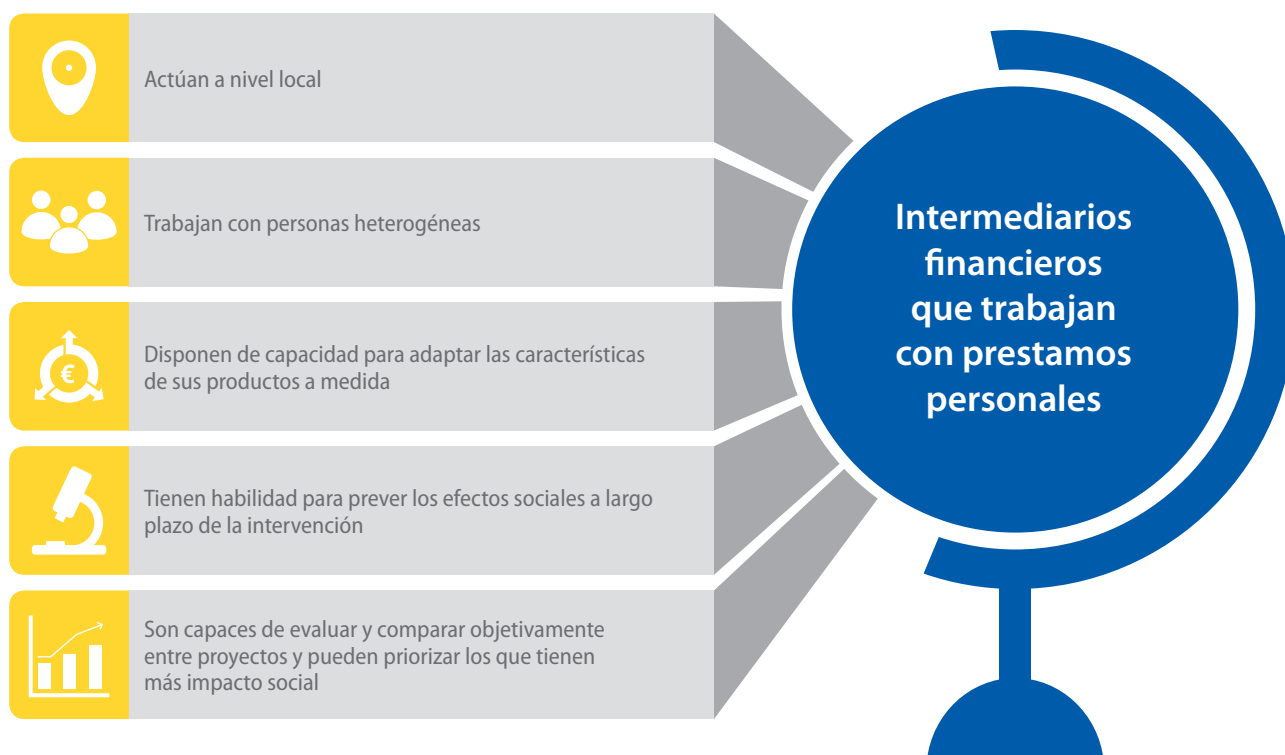 Actúan a nivel local
Trabajan con personas heterogéneas
Disponen de capacidad para adaptar las características
de sus productos a medida
€
Tienen habilidad para prever los efectos sociales a largo
plazo de la intervención
Son capaces de evaluar y comparar objetivamente
entre proyectos y pueden priorizar los que tienen
más impacto social
Intermediarios
financieros
que trabajan
con prestamos
personales